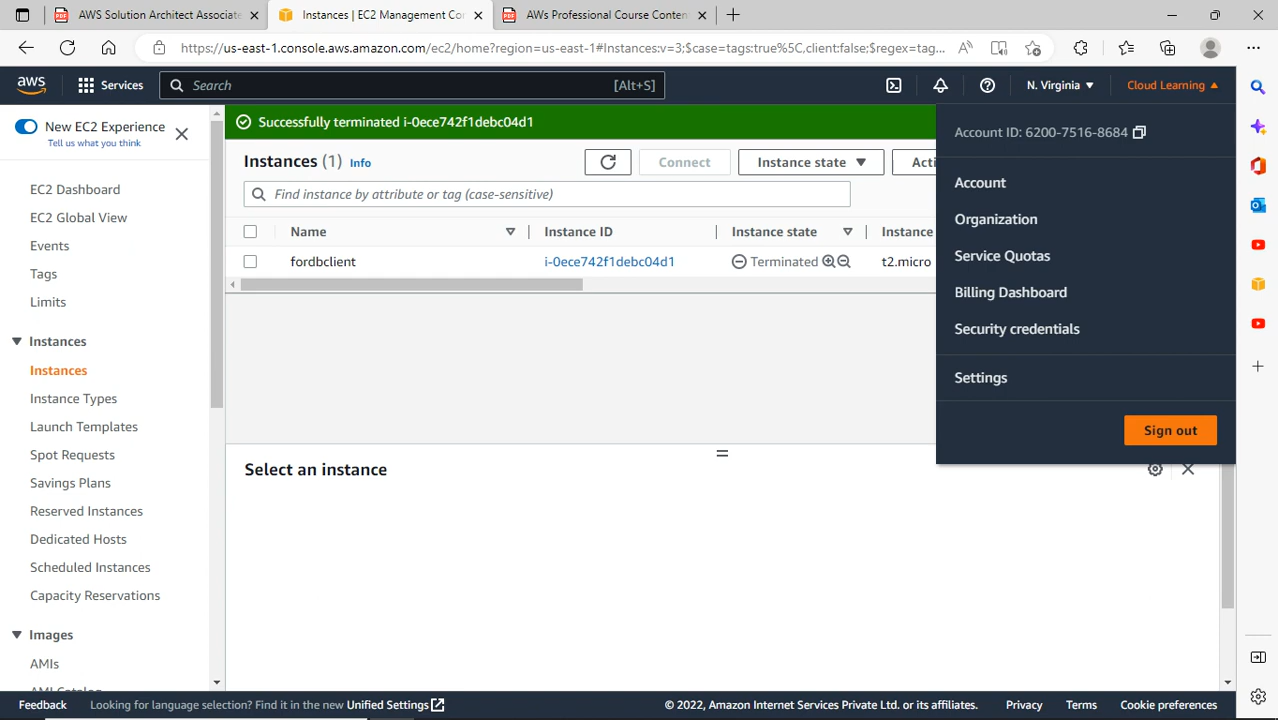 AWS Solution Architect Associate
Instances | EC2 Management Co
AWs Professional Course Conten
https://us-east-1.console.aws.amazon.com/ec2/home?region=us-east-1#Instances:v=3;$case=tags:true%5C,client:false;$regex=tag...
aws
Services
Search
[Alt+S]
N. Virginia
Cloud Learning
New EC2 Experience
Tell us what you think
EC2 Dashboard
EC2 Global View
Events
Tags
Limits
Instances
Instances
Instance Types
Launch Templates
Spot Requests
Savings Plans
Reserved Instances
Dedicated Hosts
Scheduled Instances
Capacity Reservations
Images
AMIs
AMI Catalog
Successfully terminated i-0ece742f1debc04d1
Instances (1) Info
Connect
Instance state
Acti
Find instance by attribute or tag (case-sensitive)
Name
Instance ID
Instance state
Instance
fordbclient
i-0ece742f1debc04d1
Terminated
t2.micro
Select an instance
Account ID: 6200-7516-8684
Account
Organization
Service Quotas
Billing Dashboard
Security credentials
Settings
Sign out
Feedback
Looking for language selection? Find it in the new Unified Settings
© 2022, Amazon Internet Services Private Ltd. or its affiliates.
Privacy
Terms
Cookie preferences